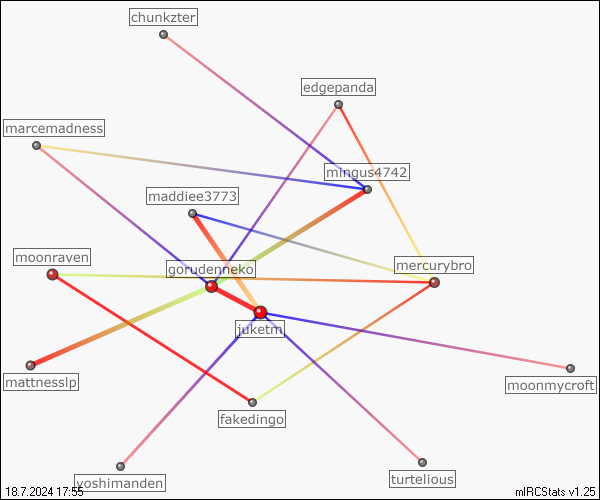 chunkzter
edgepanda
marcemadness
mingus4742
maddiee3773
moonraven
gorudenneko
mercurybro
juketm
mattnesslp
moonmycroft
fakedingo
turtelious
yoshimanden
18.7.2024 17:55
mIRCStats v1.25